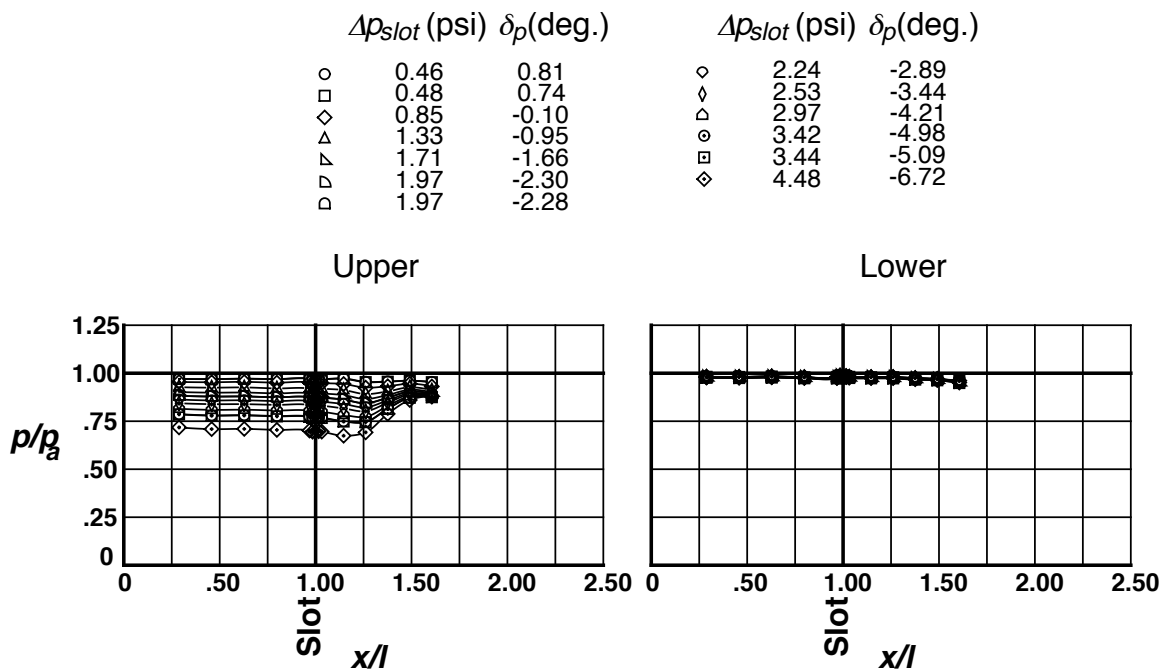 Δp_slot (psi) δ_p(deg.) Δp_slot (psi) δ_p(deg.)
0.46 0.81 2.24 -2.89
0.48 0.74 2.53 -3.44
0.85 -0.10 2.97 -4.21
1.33 -0.95 3.42 -4.98
1.71 -1.66 3.44 -5.09
1.97 -2.30 4.48 -6.72
1.97 -2.28
Upper Lower
1.25
1.00
.75
p/p_a
.50
.25
0
0 .50 1.00 1.50 2.00 2.50 0 .50 1.00 1.50 2.00 2.50
Slot Slot
x/l x/l